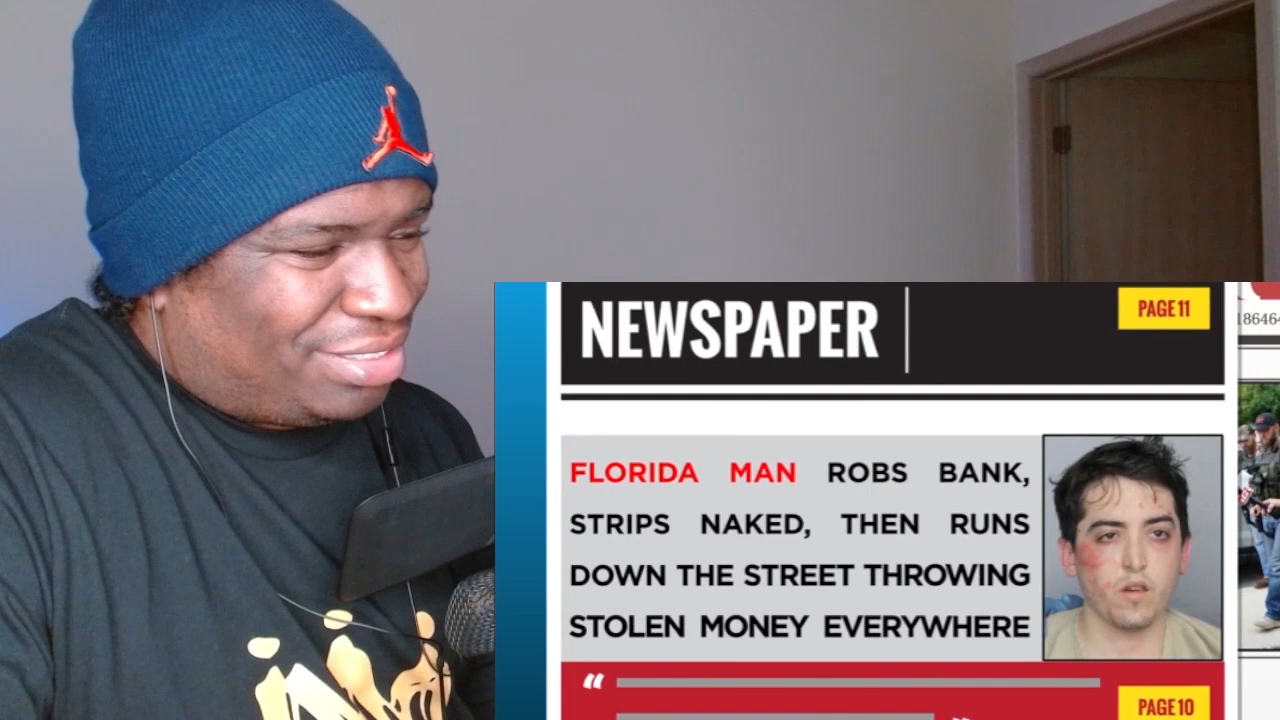 NEWSPAPER
PAGE 11
FLORIDA MAN ROBS BANK,
STRIPS NAKED, THEN RUNS
DOWN THE STREET THROWING
STOLEN MONEY EVERYWHERE
“
PAGE 10
”